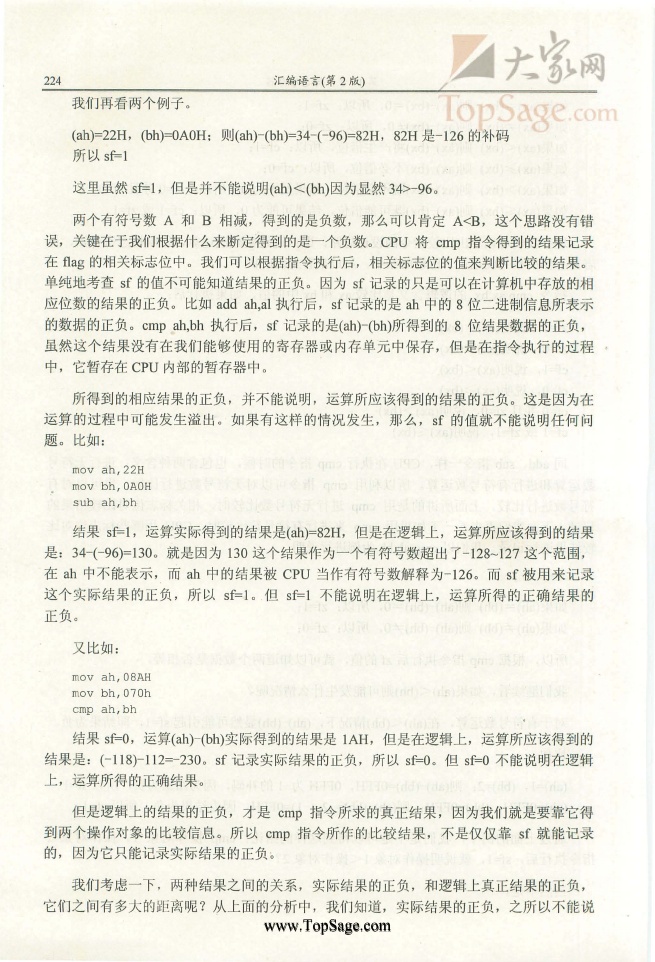 大家网
TopSage.com
224
汇编语言(第 2 版)
我们再看两个例子。
(ah)=22H，(bh)=0A0H；则(ah)-(bh)=34-(-96)=82H，82H 是-126 的补码
所以 sf=1
这里虽然 sf=1，但是并不能说明(ah)＜(bh)因为显然 34>-96。
两个有符号数 A 和 B 相减，得到的是负数，那么可以肯定 A<B，这个思路没有错
误，关键在于我们根据什么来断定得到的是一个负数。CPU 将 cmp 指令得到的结果记录
在 flag 的相关标志位中。我们可以根据指令执行后，相关标志位的值来判断比较的结果。
单纯地考查 sf 的值不可能知道结果的正负。因为 sf 记录的只是可以在计算机中存放的相
应位数的结果的正负。比如 add ah,al 执行后，sf 记录的是 ah 中的 8 位二进制信息所表示
的数据的正负。cmp ah,bh 执行后，sf 记录的是(ah)-(bh)所得到的 8 位结果数据的正负，
虽然这个结果没有在我们能够使用的寄存器或内存单元中保存，但是在指令执行的过程
中，它暂存在 CPU 内部的暂存器中。
所得到的相应结果的正负，并不能说明，运算所应该得到的结果的正负。这是因为在
运算的过程中可能发生溢出。如果有这样的情况发生，那么，sf 的值就不能说明任何问
题。比如：
mov ah,22H
mov bh,0A0H
sub ah,bh
结果 sf=1，运算实际得到的结果是(ah)=82H，但是在逻辑上，运算所应该得到的结果
是：34-(-96)=130。就是因为 130 这个结果作为一个有符号数超出了-128~127 这个范围，
在 ah 中不能表示，而 ah 中的结果被 CPU 当作有符号数解释为-126。而 sf 被用来记录
这个实际结果的正负，所以 sf=1。但 sf=1 不能说明在逻辑上，运算所得的正确结果的
正负。
又比如：
mov ah,08AH
mov bh,070h
cmp ah,bh
结果 sf=0，运算(ah)-(bh)实际得到的结果是 1AH，但是在逻辑上，运算所应该得到的
结果是：(-118)-112=-230。sf 记录实际结果的正负，所以 sf=0。但 sf=0 不能说明在逻辑
上，运算所得的正确结果。
但是逻辑上的结果的正负，才是 cmp 指令所求的真正结果，因为我们就是要靠它得
到两个操作对象的比较信息。所以 cmp 指令所作的比较结果，不是仅仅靠 sf 就能记录
的，因为它只能记录实际结果的正负。
我们考虑一下，两种结果之间的关系，实际结果的正负，和逻辑上真正结果的正负，
它们之间有多大的距离呢？从上面的分析中，我们知道，实际结果的正负，之所以不能说
www.TopSage.com